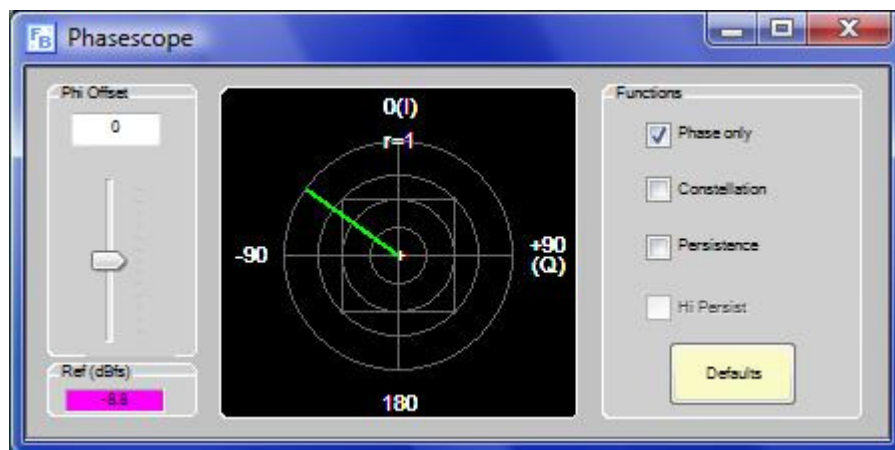 FB Phasescope
Phi Offset
0
Ref (dBfs)
-8.8
0(I)
r=1
-90
+90
(Q)
180
Functions
Phase only
Constellation
Persistence
Hi Persist
Defaults